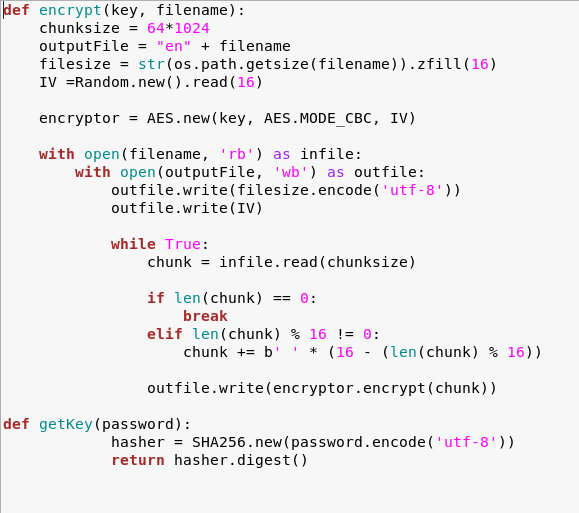 def encrypt(key, filename):
    chunksize = 64*1024
    outputFile = "en" + filename
    filesize = str(os.path.getsize(filename)).zfill(16)
    IV =Random.new().read(16)

    encryptor = AES.new(key, AES.MODE_CBC, IV)

    with open(filename, 'rb') as infile:
        with open(outputFile, 'wb') as outfile:
            outfile.write(filesize.encode('utf-8'))
            outfile.write(IV)

            while True:
                chunk = infile.read(chunksize)

                if len(chunk) == 0:
                    break
                elif len(chunk) % 16 != 0:
                    chunk += b' ' * (16 - (len(chunk) % 16))

                outfile.write(encryptor.encrypt(chunk))

def getKey(password):
            hasher = SHA256.new(password.encode('utf-8'))
            return hasher.digest()